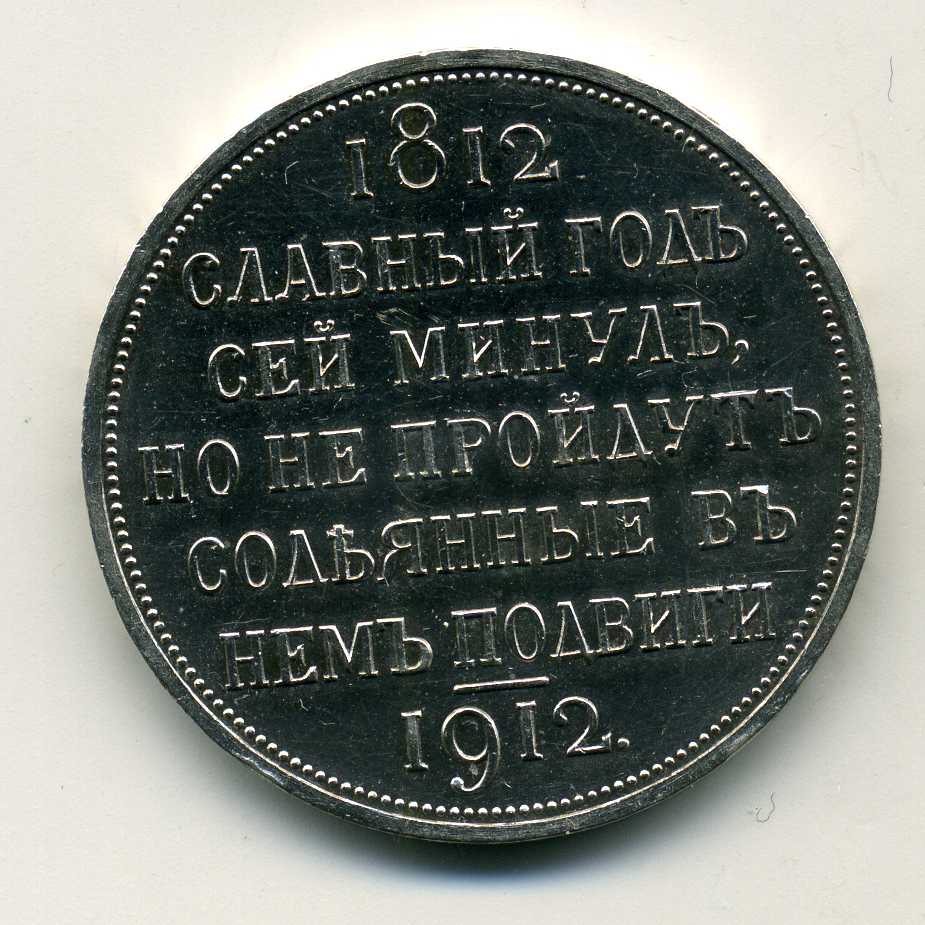 1812
СЛАВНЫЙ ГОДЪ
СЕЙ МИНУЛЪ,
НО НЕ ПРОЙДУТЪ
СОДѢЯННЫЕ ВЪ
НЕМЪ ПОДВИГИ
1912.